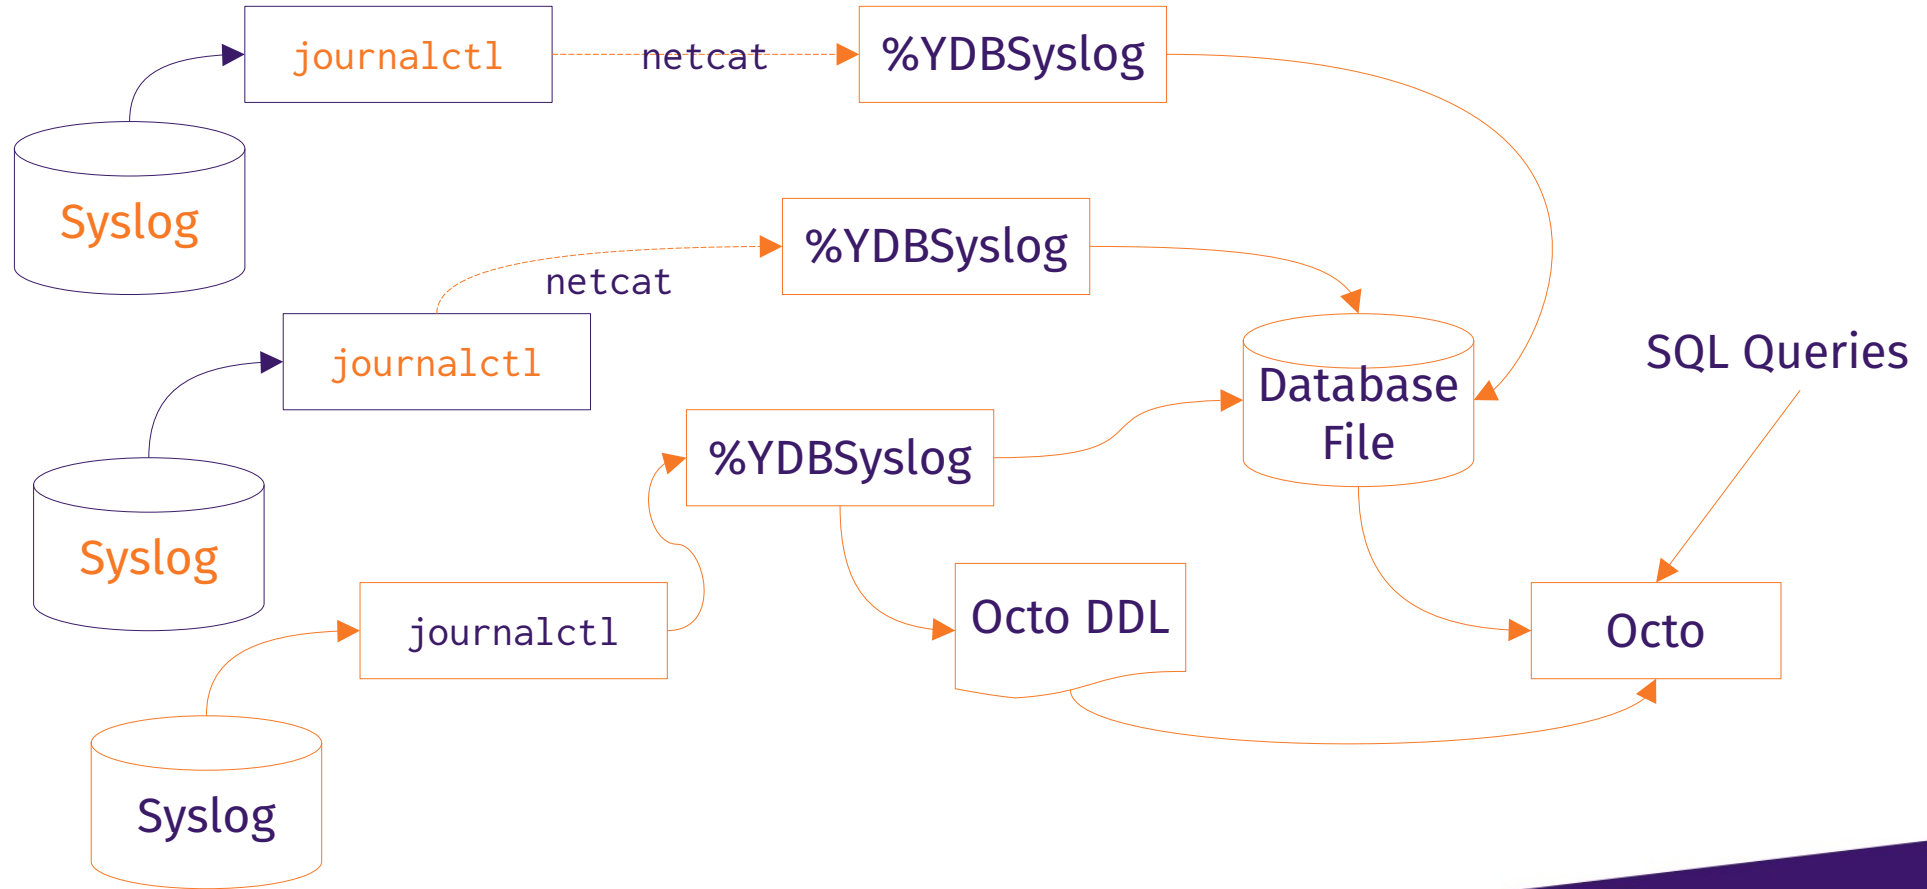 journalctl
netcat
%YDBSyslog
Syslog
%YDBSyslog
netcat
journalctl
SQL Queries
Database
File
%YDBSyslog
Syslog
journalctl
Octo DDL
Octo
Syslog